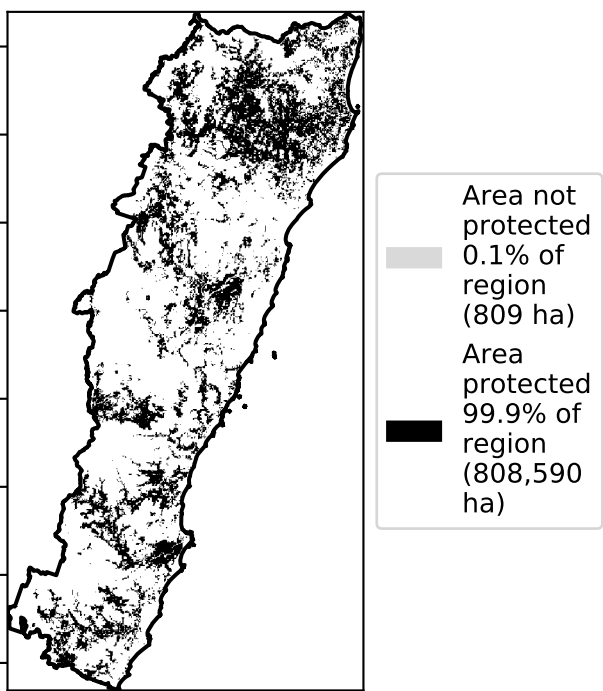 Area not
protected
0.1% of
region
(809 ha)
Area
protected
99.9% of
region
(808,590
ha)